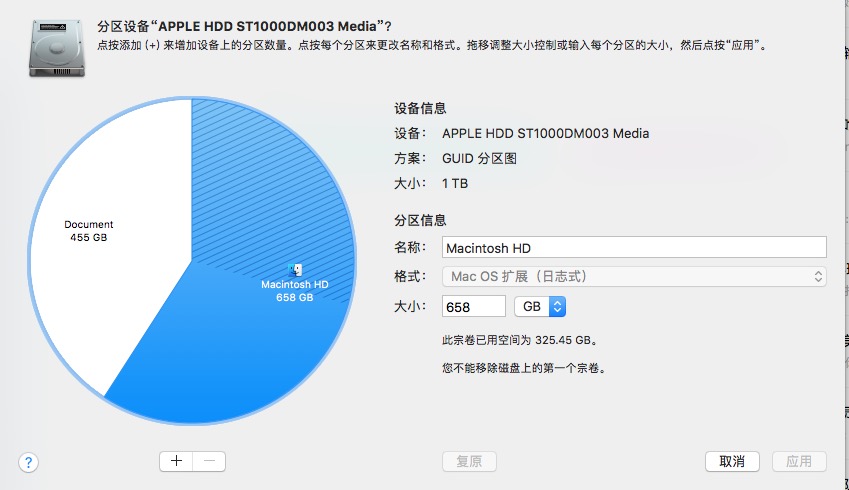 分区设备“APPLE HDD ST1000DM003 Media”?
点按添加 (+) 来增加设备上的分区数量。点按每个分区来更改名称和格式。拖移调整大小控制或输入每个分区的大小，然后点按“应用”。
Document
455 GB
Macintosh HD
658 GB
设备信息
设备： APPLE HDD ST1000DM003 Media
方案： GUID 分区图
大小： 1 TB
分区信息
名称： Macintosh HD
格式： Mac OS 扩展（日志式）
大小： 658 GB
此宗卷已用空间为 325.45 GB。
您不能移除磁盘上的第一个宗卷。
? + − 复原 取消 应用